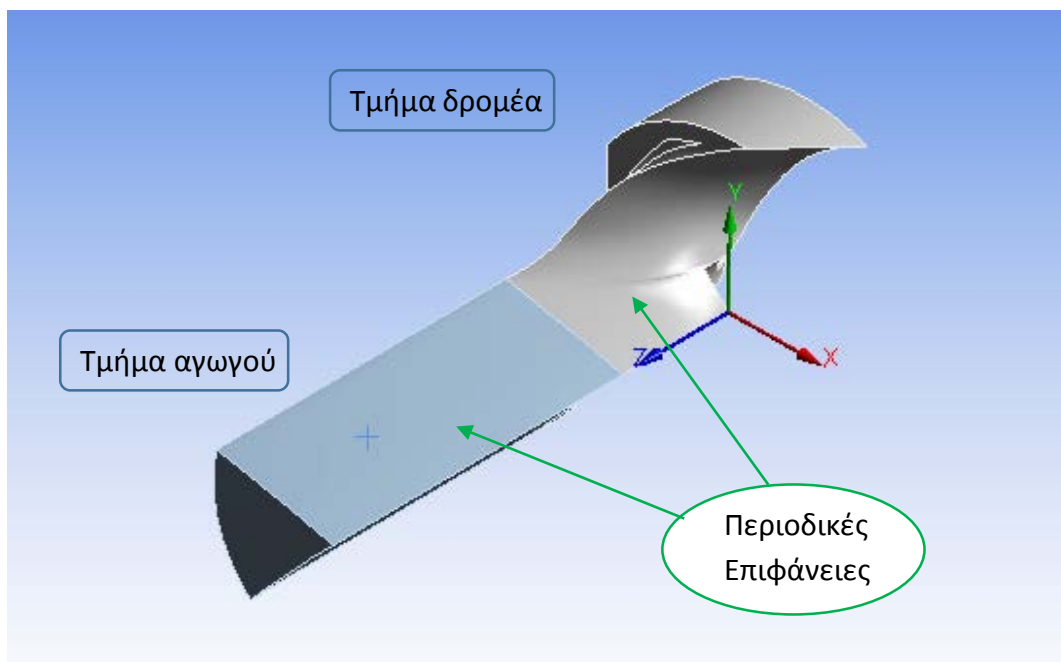 Τμήμα δρομέα
Y
Z
X
Τμήμα αγωγού
Περιοδικές
Επιφάνειες